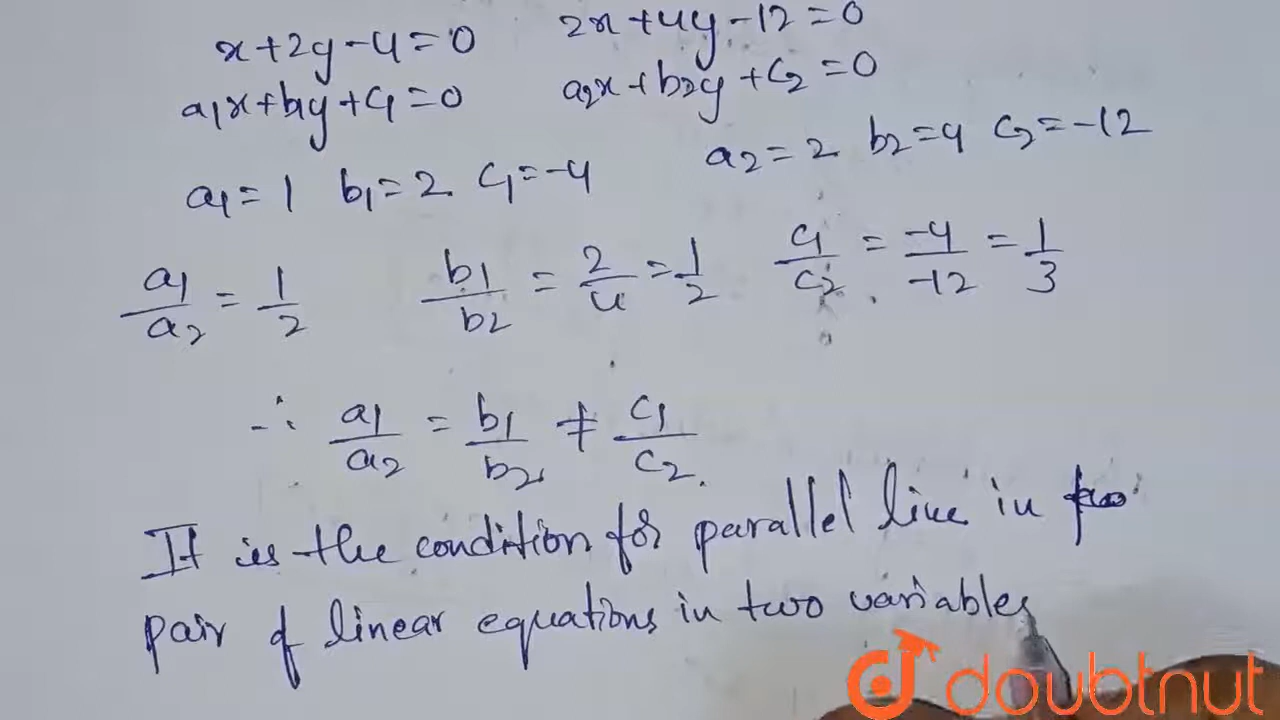 x+2y-4=0 2x+4y-12=0
a1x+b1y+c1=0 a2x+b2y+c2=0
a1=1 b1=2 c1=-4 a2=2 b2=4 c2=-12
a1/a2=1/2 b1/b2=2/4=1/2 c1/c2=-4/-12=1/3
∴ a1/a2=b1/b2≠c1/c2.
It is the condition for parallel line in
pair of linear equations in two variables
doubtnut